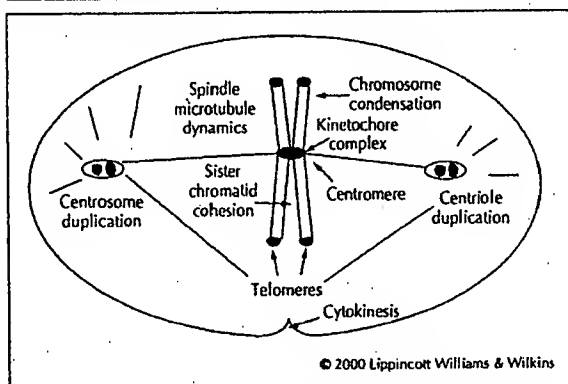 Spindle
microtubule
dynamics
Chromosome
condensation
Kinetochore
complex
Centrosome
duplication
Sister
chromatid
cohesion
Centromere
Centriole
duplication
Telomeres
Cytokinesis
© 2000 Lippincott Williams & Wilkins